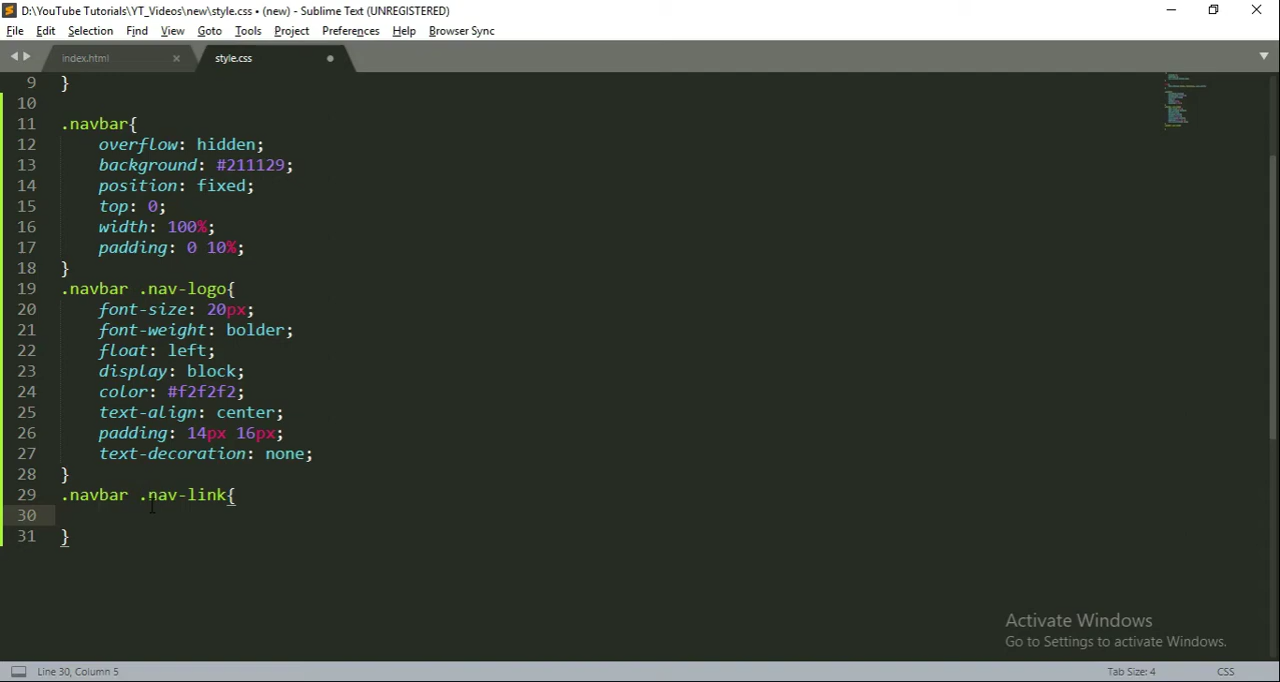 D:\YouTube Tutorials\YT_Videos\new\style.css • (new) - Sublime Text (UNREGISTERED)
File Edit Selection Find View Goto Tools Project Preferences Help Browser Sync
index.html style.css
9 }
10
11 .navbar{
12 overflow: hidden;
13 background: #211129;
14 position: fixed;
15 top: 0;
16 width: 100%;
17 padding: 0 10%;
18 }
19 .navbar .nav-logo{
20 font-size: 20px;
21 font-weight: bolder;
22 float: left;
23 display: block;
24 color: #f2f2f2;
25 text-align: center;
26 padding: 14px 16px;
27 text-decoration: none;
28 }
29 .navbar .nav-link{
30
31 }
Activate Windows
Go to Settings to activate Windows.
Line 30, Column 5 Tab Size: 4 CSS